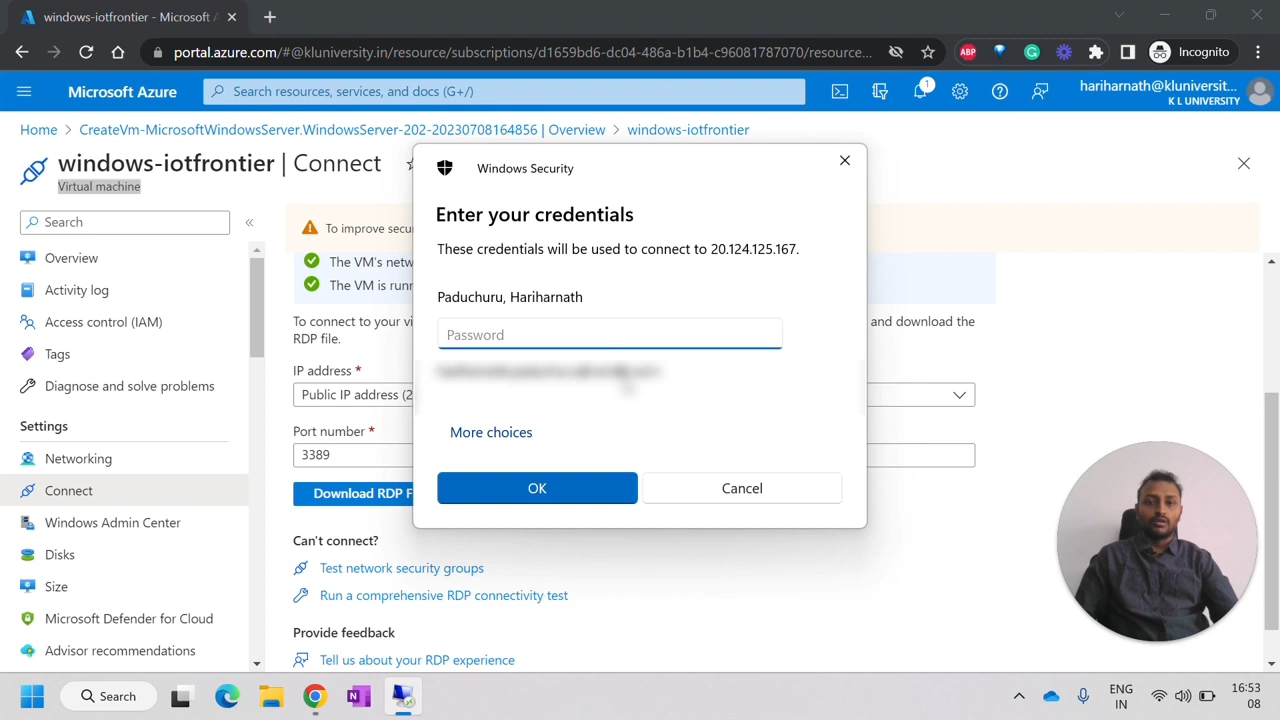 windows-iotfrontier - Microsoft A
portal.azure.com/#@kluniversity.in/resource/subscriptions/d1659bd6-dc04-486a-b1b4-c96081787070/resource...
ABP
Incognito
Microsoft Azure
Search resources, services, and docs (G+/)
1
hariharnath@kluniversit...
K L UNIVERSITY
Home > CreateVm-MicrosoftWindowsServer.WindowsServer-202-20230708164856 | Overview > windows-iotfrontier
windows-iotfrontier | Connect
Virtual machine
Search
«
Overview
Activity log
Access control (IAM)
Tags
Diagnose and solve problems
Settings
Networking
Connect
Windows Admin Center
Disks
Size
Microsoft Defender for Cloud
Advisor recommendations
To improve secu
The VM's netw
The VM is runn
To connect to your vi
and download the
RDP file.
IP address *
Public IP address (2
Port number *
3389
Download RDP F
Can't connect?
Test network security groups
Run a comprehensive RDP connectivity test
Provide feedback
Tell us about your RDP experience
Windows Security
Enter your credentials
These credentials will be used to connect to 20.124.125.167.
Paduchuru, Hariharnath
Password
More choices
OK
Cancel
Search
ENG
IN
16:53
08